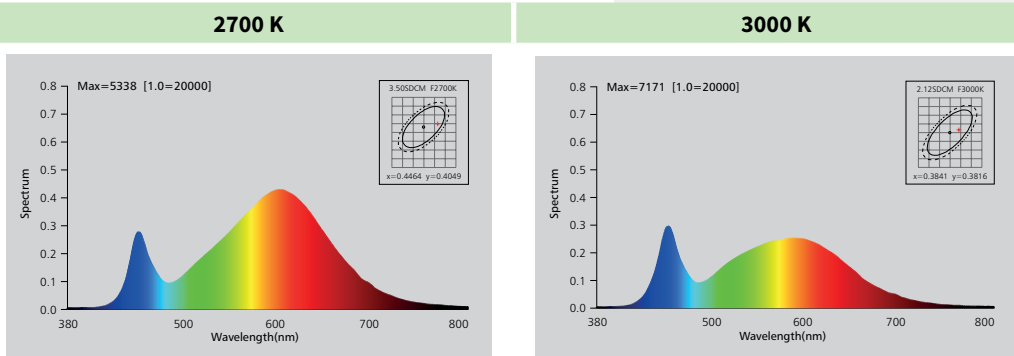 2700 K
Max=5338 [1.0=20000]
3.50SDCM F2700K
x=0.4464 y=0.4049
Spectrum
0.8
0.7
0.6
0.5
0.4
0.3
0.2
0.1
0.0
380
500
600
700
800
Wavelength(nm)
3000 K
Max=7171 [1.0=20000]
2.12SDCM F3000K
x=0.3841 y=0.3816
Spectrum
0.8
0.7
0.6
0.5
0.4
0.3
0.2
0.1
0.0
380
500
600
700
800
Wavelength(nm)